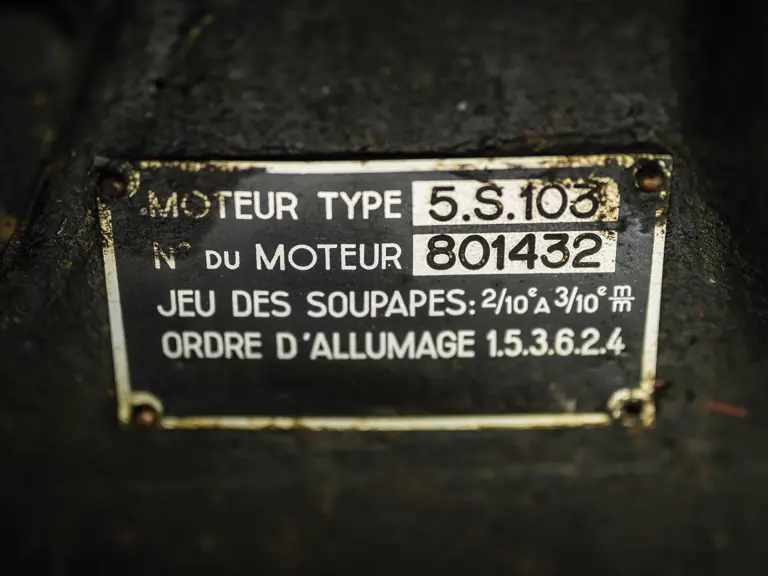 MOTEUR TYPE 5.S.103
N° DU MOTEUR 801432
JEU DES SOUPAPES: 2/10e A 3/10e m/m
ORDRE D'ALLUMAGE 1.5.3.6.2.4